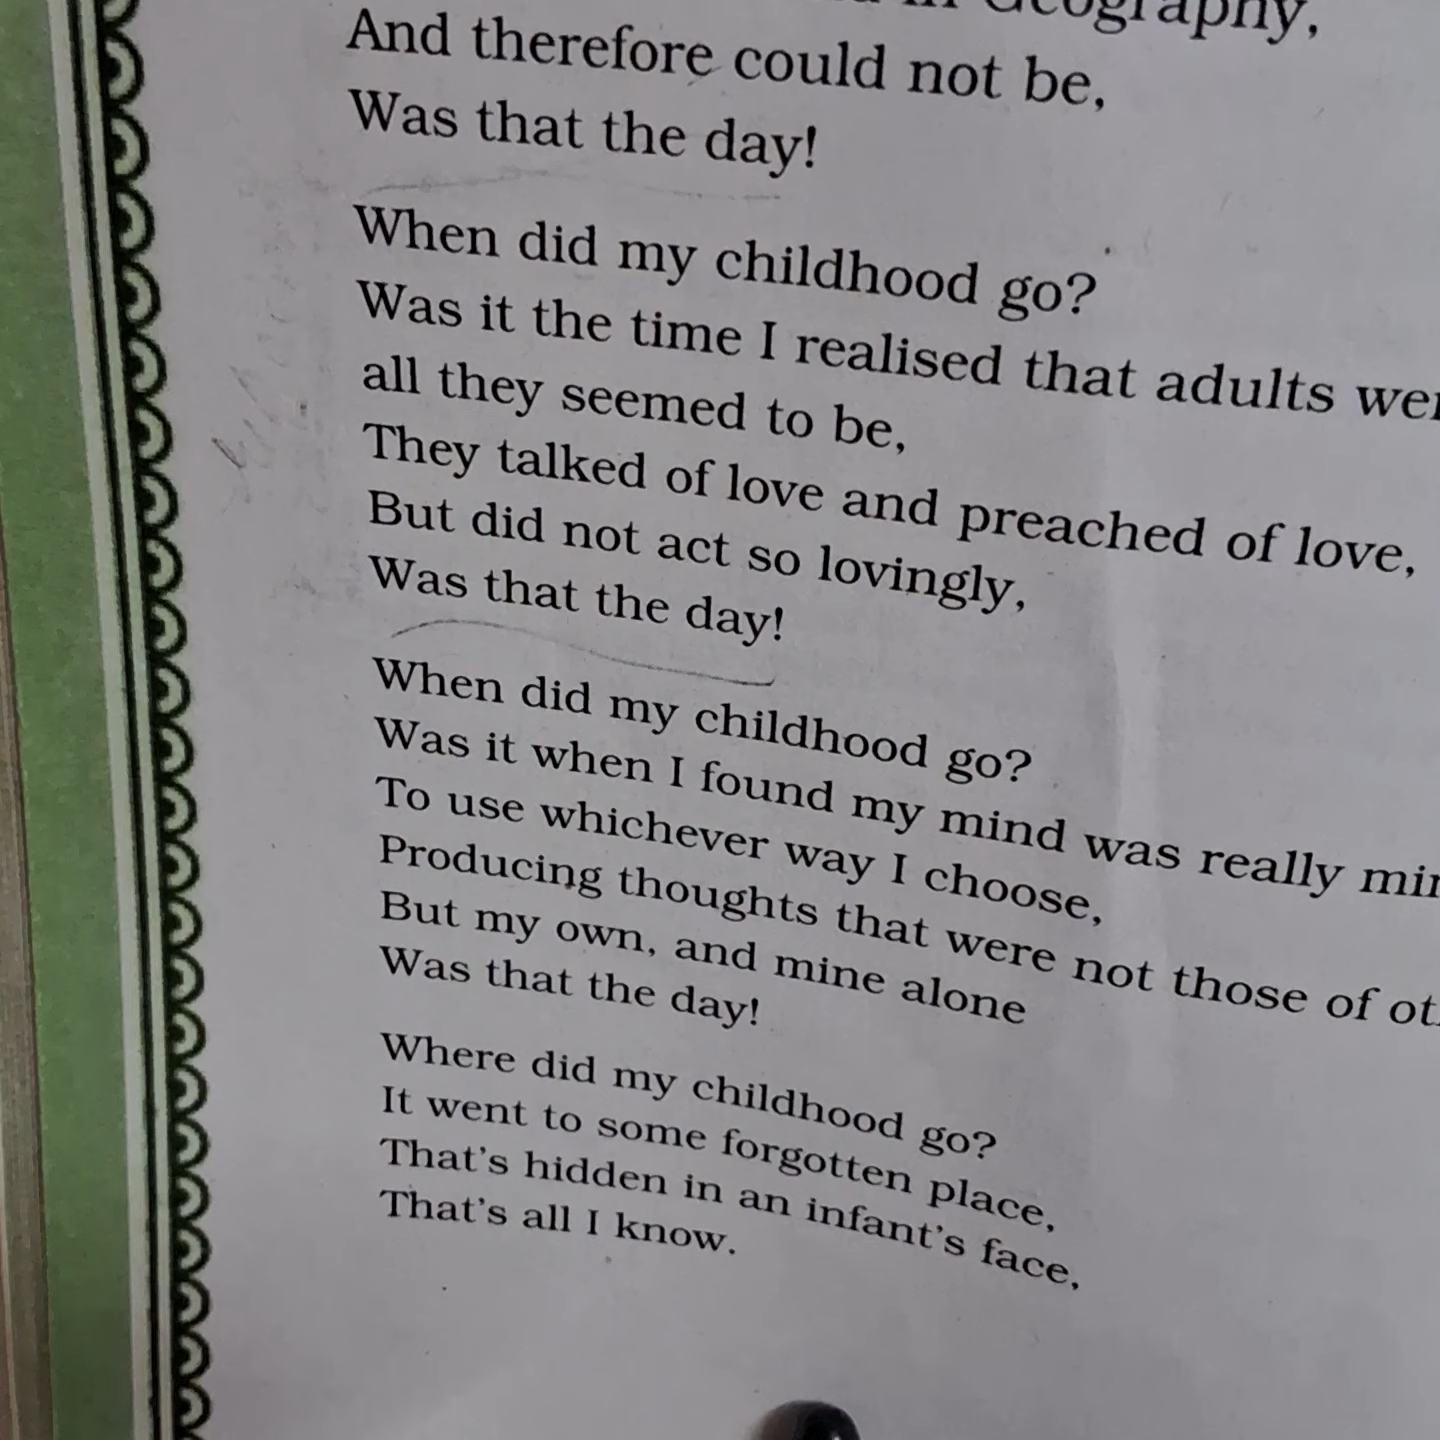 in Geography,
And therefore could not be,
Was that the day!
When did my childhood go?
Was it the time I realised that adults
all they seemed to be,
They talked of love and preached of love,
But did not act so lovingly,
Was that the day!
When did my childhood go?
Was it when I found my mind was really
To use whichever way I choose,
Producing thoughts that were not those of
But my own, and mine alone
Was that the day!
Where did my childhood go?
It went to some forgotten place,
That's hidden in an infant's face,
That's all I know.